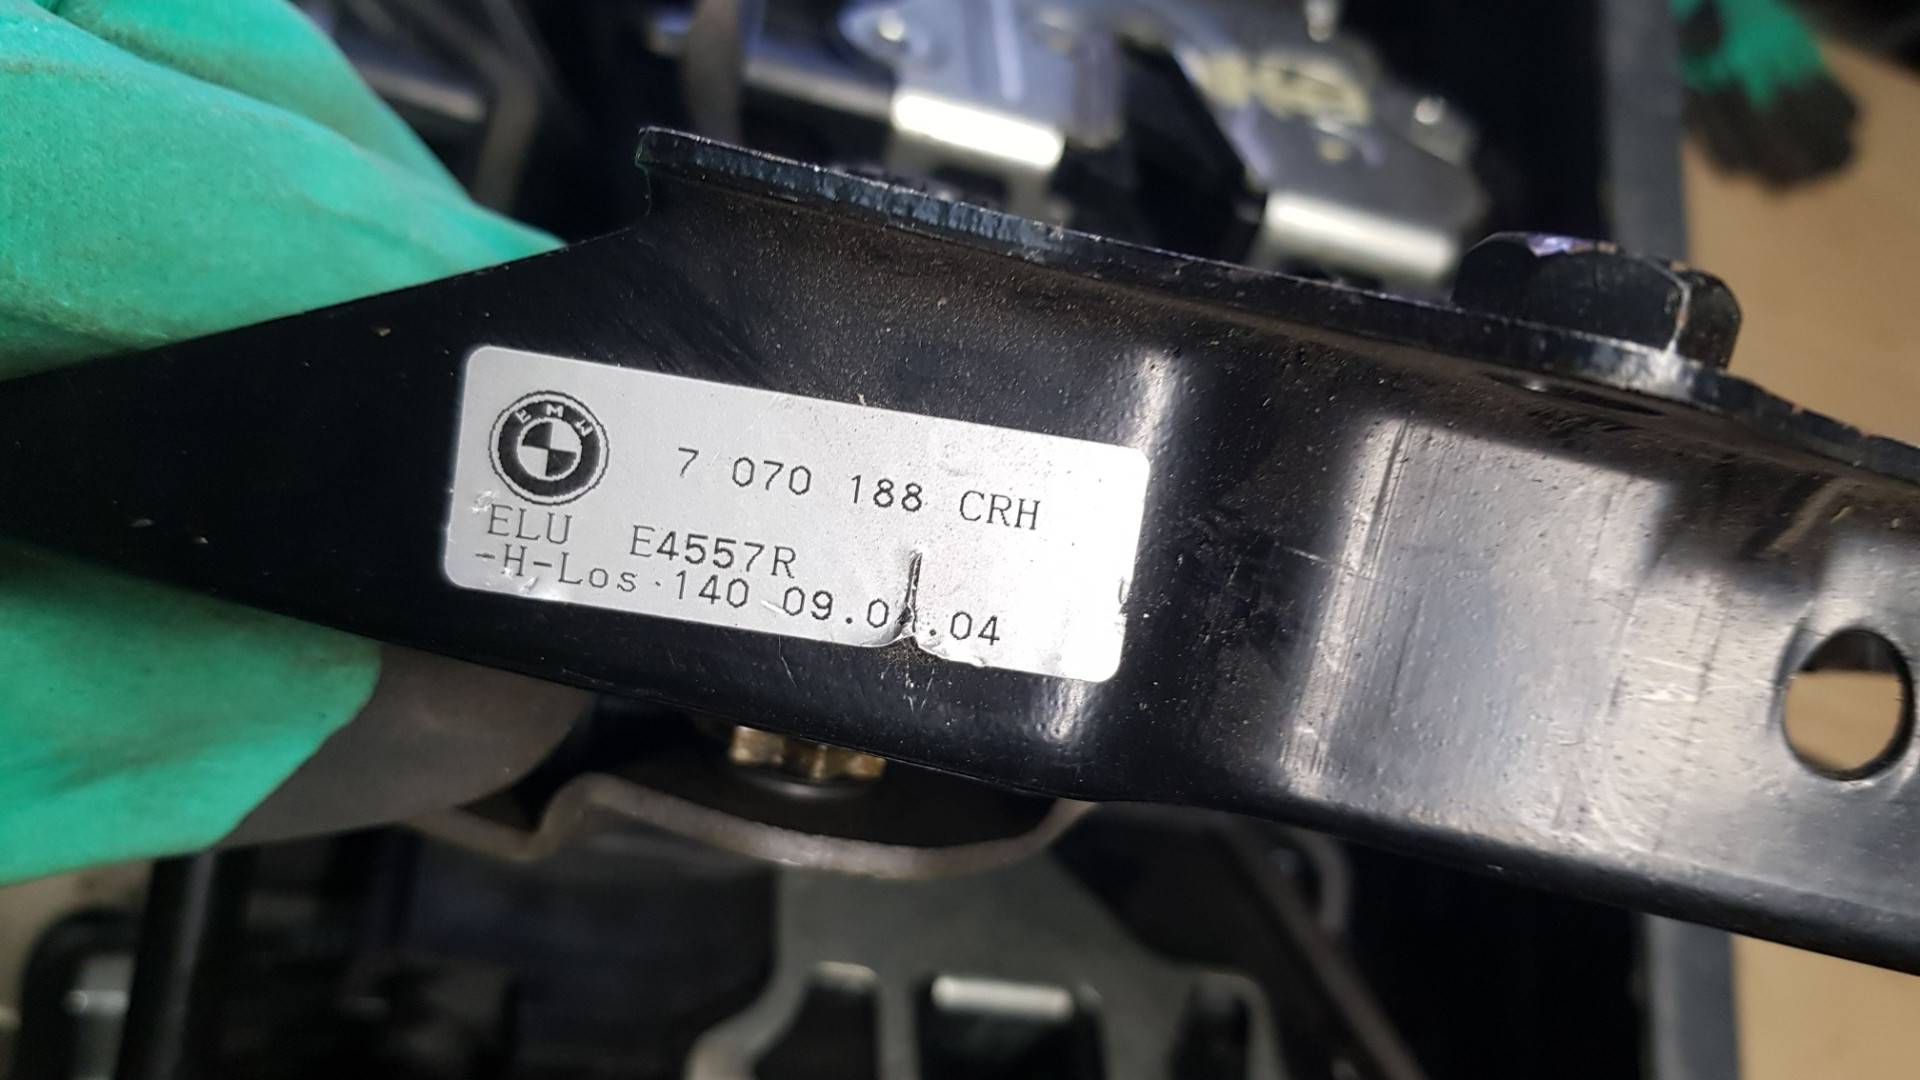 BMW
7 070 188 CRH
ELU E4557R
-H-Los 140